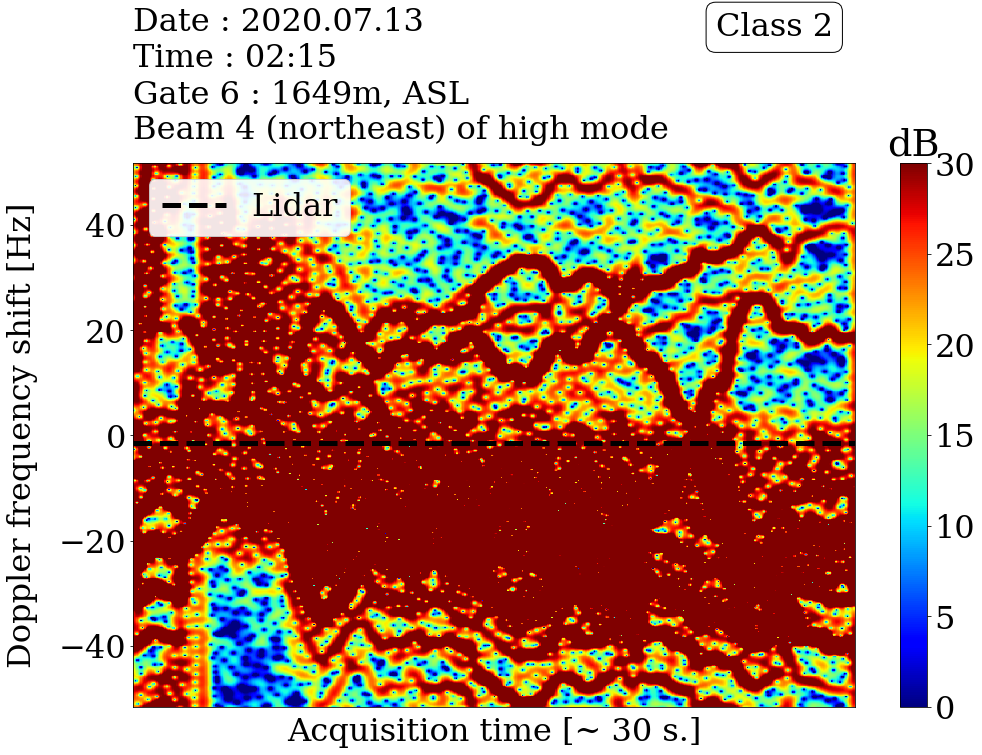 Date : 2020.07.13
Time : 02:15
Gate 6 : 1649m, ASL
Beam 4 (northeast) of high mode
Class 2
dB
Lidar
Doppler frequency shift [Hz]
40
20
0
−20
−40
30
25
20
15
10
5
0
Acquisition time [~ 30 s.]